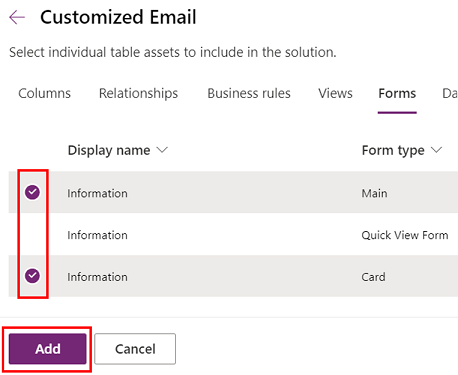 Customized Email
Select individual table assets to include in the solution.
Columns Relationships Business rules Views Forms Da
Display name Form type
Information Main
Information Quick View Form
Information Card
Add Cancel